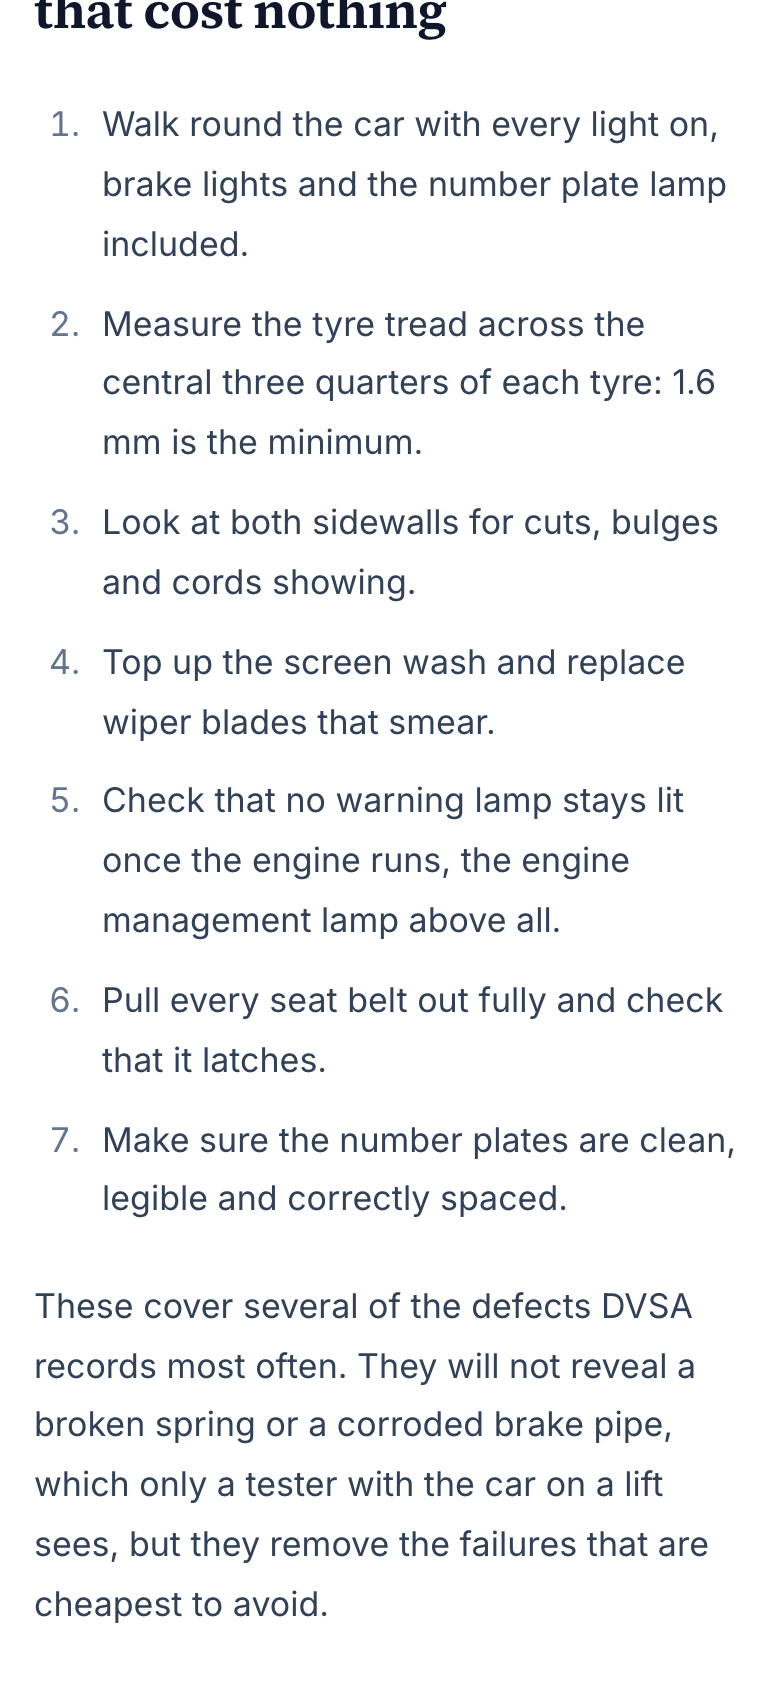 that cost nothing
1. Walk round the car with every light on,
brake lights and the number plate lamp
included.
2. Measure the tyre tread across the
central three quarters of each tyre: 1.6
mm is the minimum.
3. Look at both sidewalls for cuts, bulges
and cords showing.
4. Top up the screen wash and replace
wiper blades that smear.
5. Check that no warning lamp stays lit
once the engine runs, the engine
management lamp above all.
6. Pull every seat belt out fully and check
that it latches.
7. Make sure the number plates are clean,
legible and correctly spaced.
These cover several of the defects DVSA
records most often. They will not reveal a
broken spring or a corroded brake pipe,
which only a tester with the car on a lift
sees, but they remove the failures that are
cheapest to avoid.